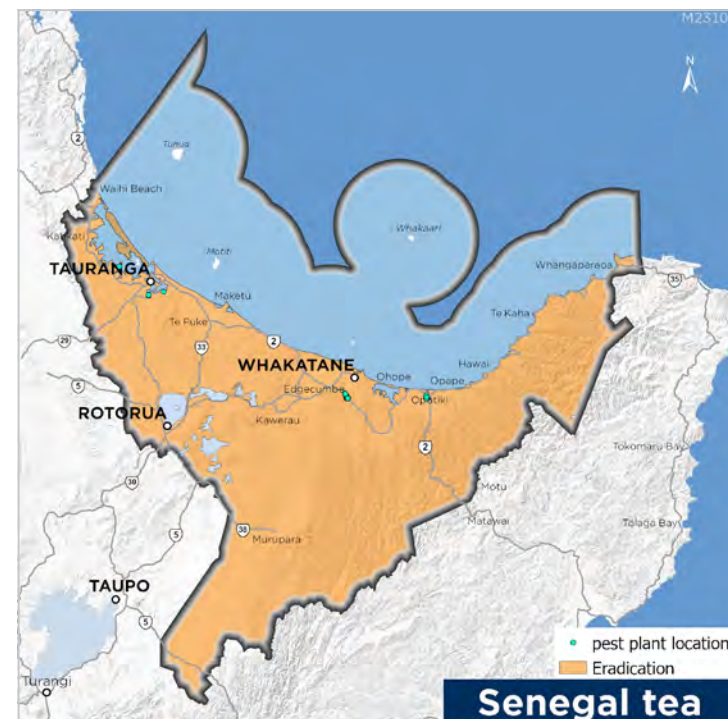 M2310
N
2
Tuhua
Waihi Beach
Whakaari
Katikati
Motiti
Whangaparaoa
TAURANGA
35
Maketu
Te Kaha
Te Puke
2
29
33
WHAKATANE
Hawai
Ohope
Opape
5
Edgecumbe
Opotiki
ROTORUA
Kawerau
2
Tokomaru Bay
Motu
38
Matawai
Tolaga Bay
5
Murupara
TAUPO
5
pest plant location
Eradication
Turangi
Senegal tea